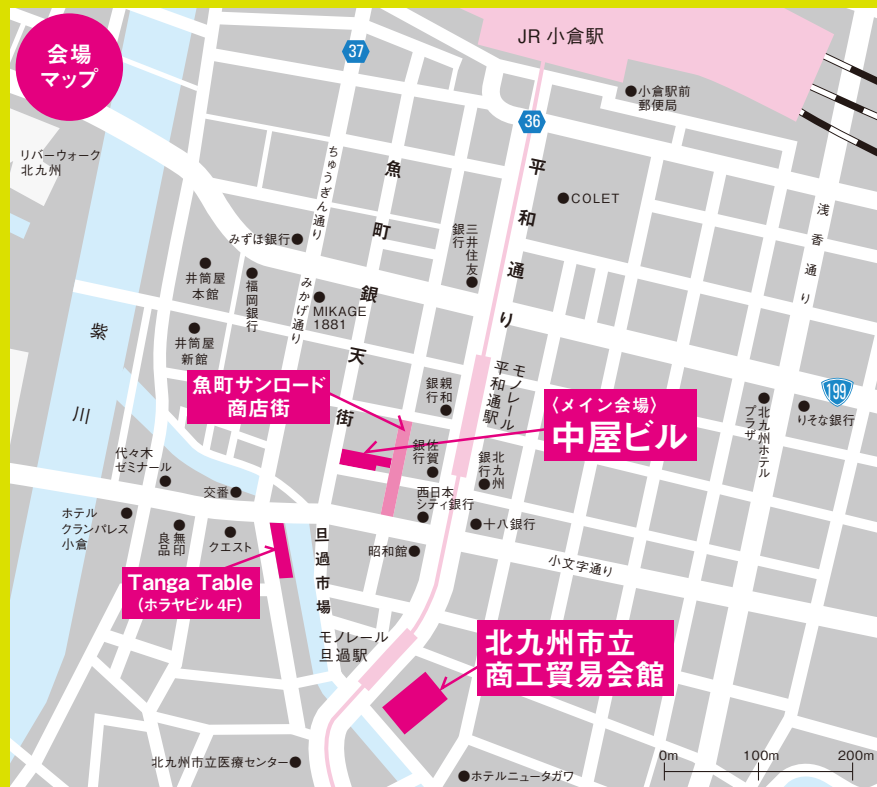 会場
マップ
JR 小倉駅
37
36
小倉駅前
郵便局
リバーウォーク
北九州
ちゅうぎん通り
魚町銀天街
平和通り
COLET
浅香通り
みずほ銀行
三井住友
銀行
井筒屋
本館
福岡銀行
みかげ通り
MIKAGE
1881
紫川
井筒屋
新館
魚町サンロード
商店街
親和
銀行
モノレール
平和通駅
〈メイン会場〉
中屋ビル
199
北九州ホテル
プラザ
りそな銀行
代々木
ゼミナール
佐賀
銀行
北九州
銀行
交番
西日本
シティ銀行
ホテル
クランパレス
小倉
無印
良品
クエスト
十八銀行
旦過市場
昭和館
小文字通り
Tanga Table
(ホラヤビル 4F)
モノレール
旦過駅
北九州市立
商工貿易会館
北九州市立医療センター
ホテルニュータガワ
0m
100m
200m